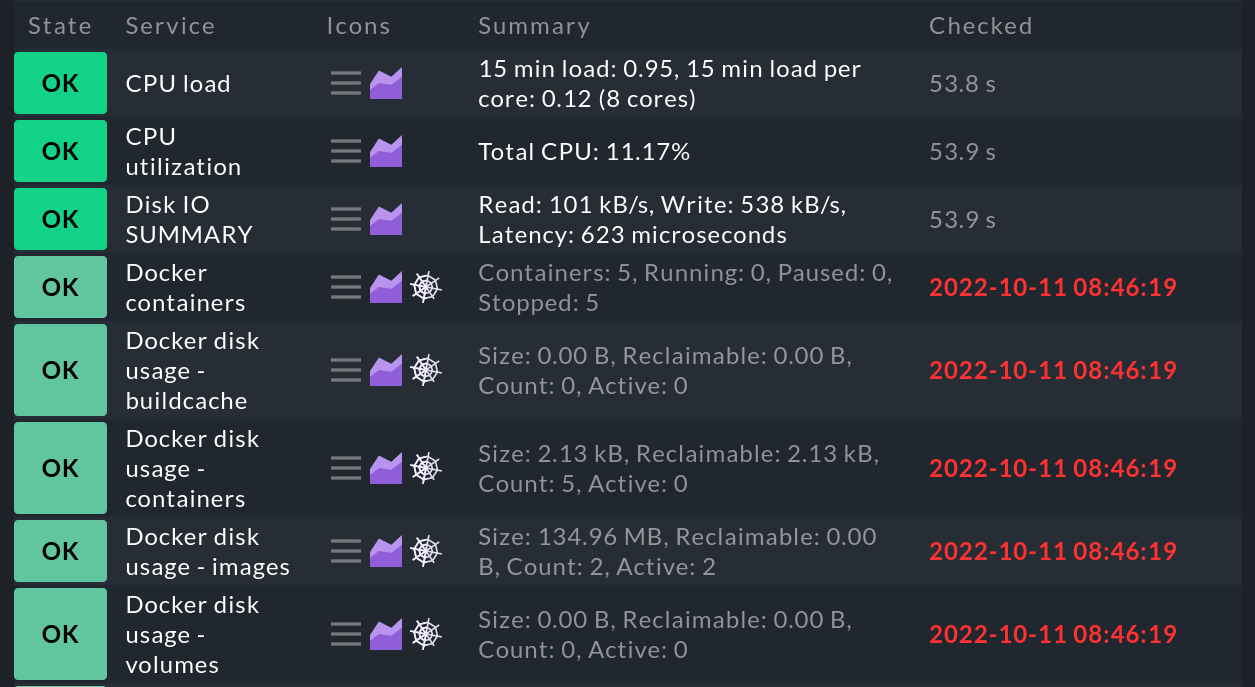 State Service Icons Summary Checked
OK CPU load 15 min load: 0.95, 15 min load per
core: 0.12 (8 cores) 53.8 s
OK CPU
utilization Total CPU: 11.17% 53.9 s
OK Disk IO
SUMMARY Read: 101 kB/s, Write: 538 kB/s,
Latency: 623 microseconds 53.9 s
OK Docker
containers Containers: 5, Running: 0, Paused: 0,
Stopped: 5 2022-10-11 08:46:19
OK Docker disk
usage -
buildcache Size: 0.00 B, Reclaimable: 0.00 B,
Count: 0, Active: 0 2022-10-11 08:46:19
OK Docker disk
usage -
containers Size: 2.13 kB, Reclaimable: 2.13 kB,
Count: 5, Active: 0 2022-10-11 08:46:19
OK Docker disk
usage - images Size: 134.96 MB, Reclaimable: 0.00
B, Count: 2, Active: 2 2022-10-11 08:46:19
OK Docker disk
usage -
volumes Size: 0.00 B, Reclaimable: 0.00 B,
Count: 0, Active: 0 2022-10-11 08:46:19